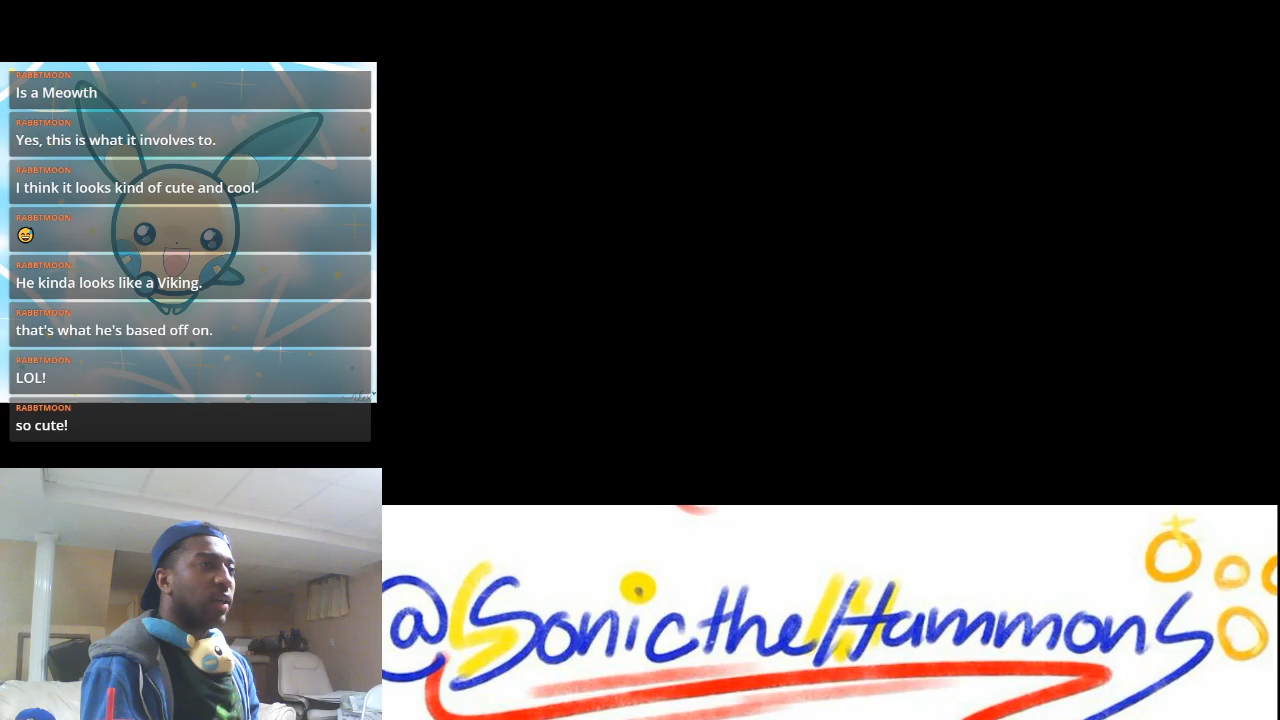 RABBTMOON
Is a Meowth
RABBTMOON
Yes, this is what it involves to.
RABBTMOON
I think it looks kind of cute and cool.
RABBTMOON
😅
RABBTMOON
He kinda looks like a Viking.
RABBTMOON
that's what he's based off on.
RABBTMOON
LOL!
RABBTMOON
so cute!
@SonictheHammons